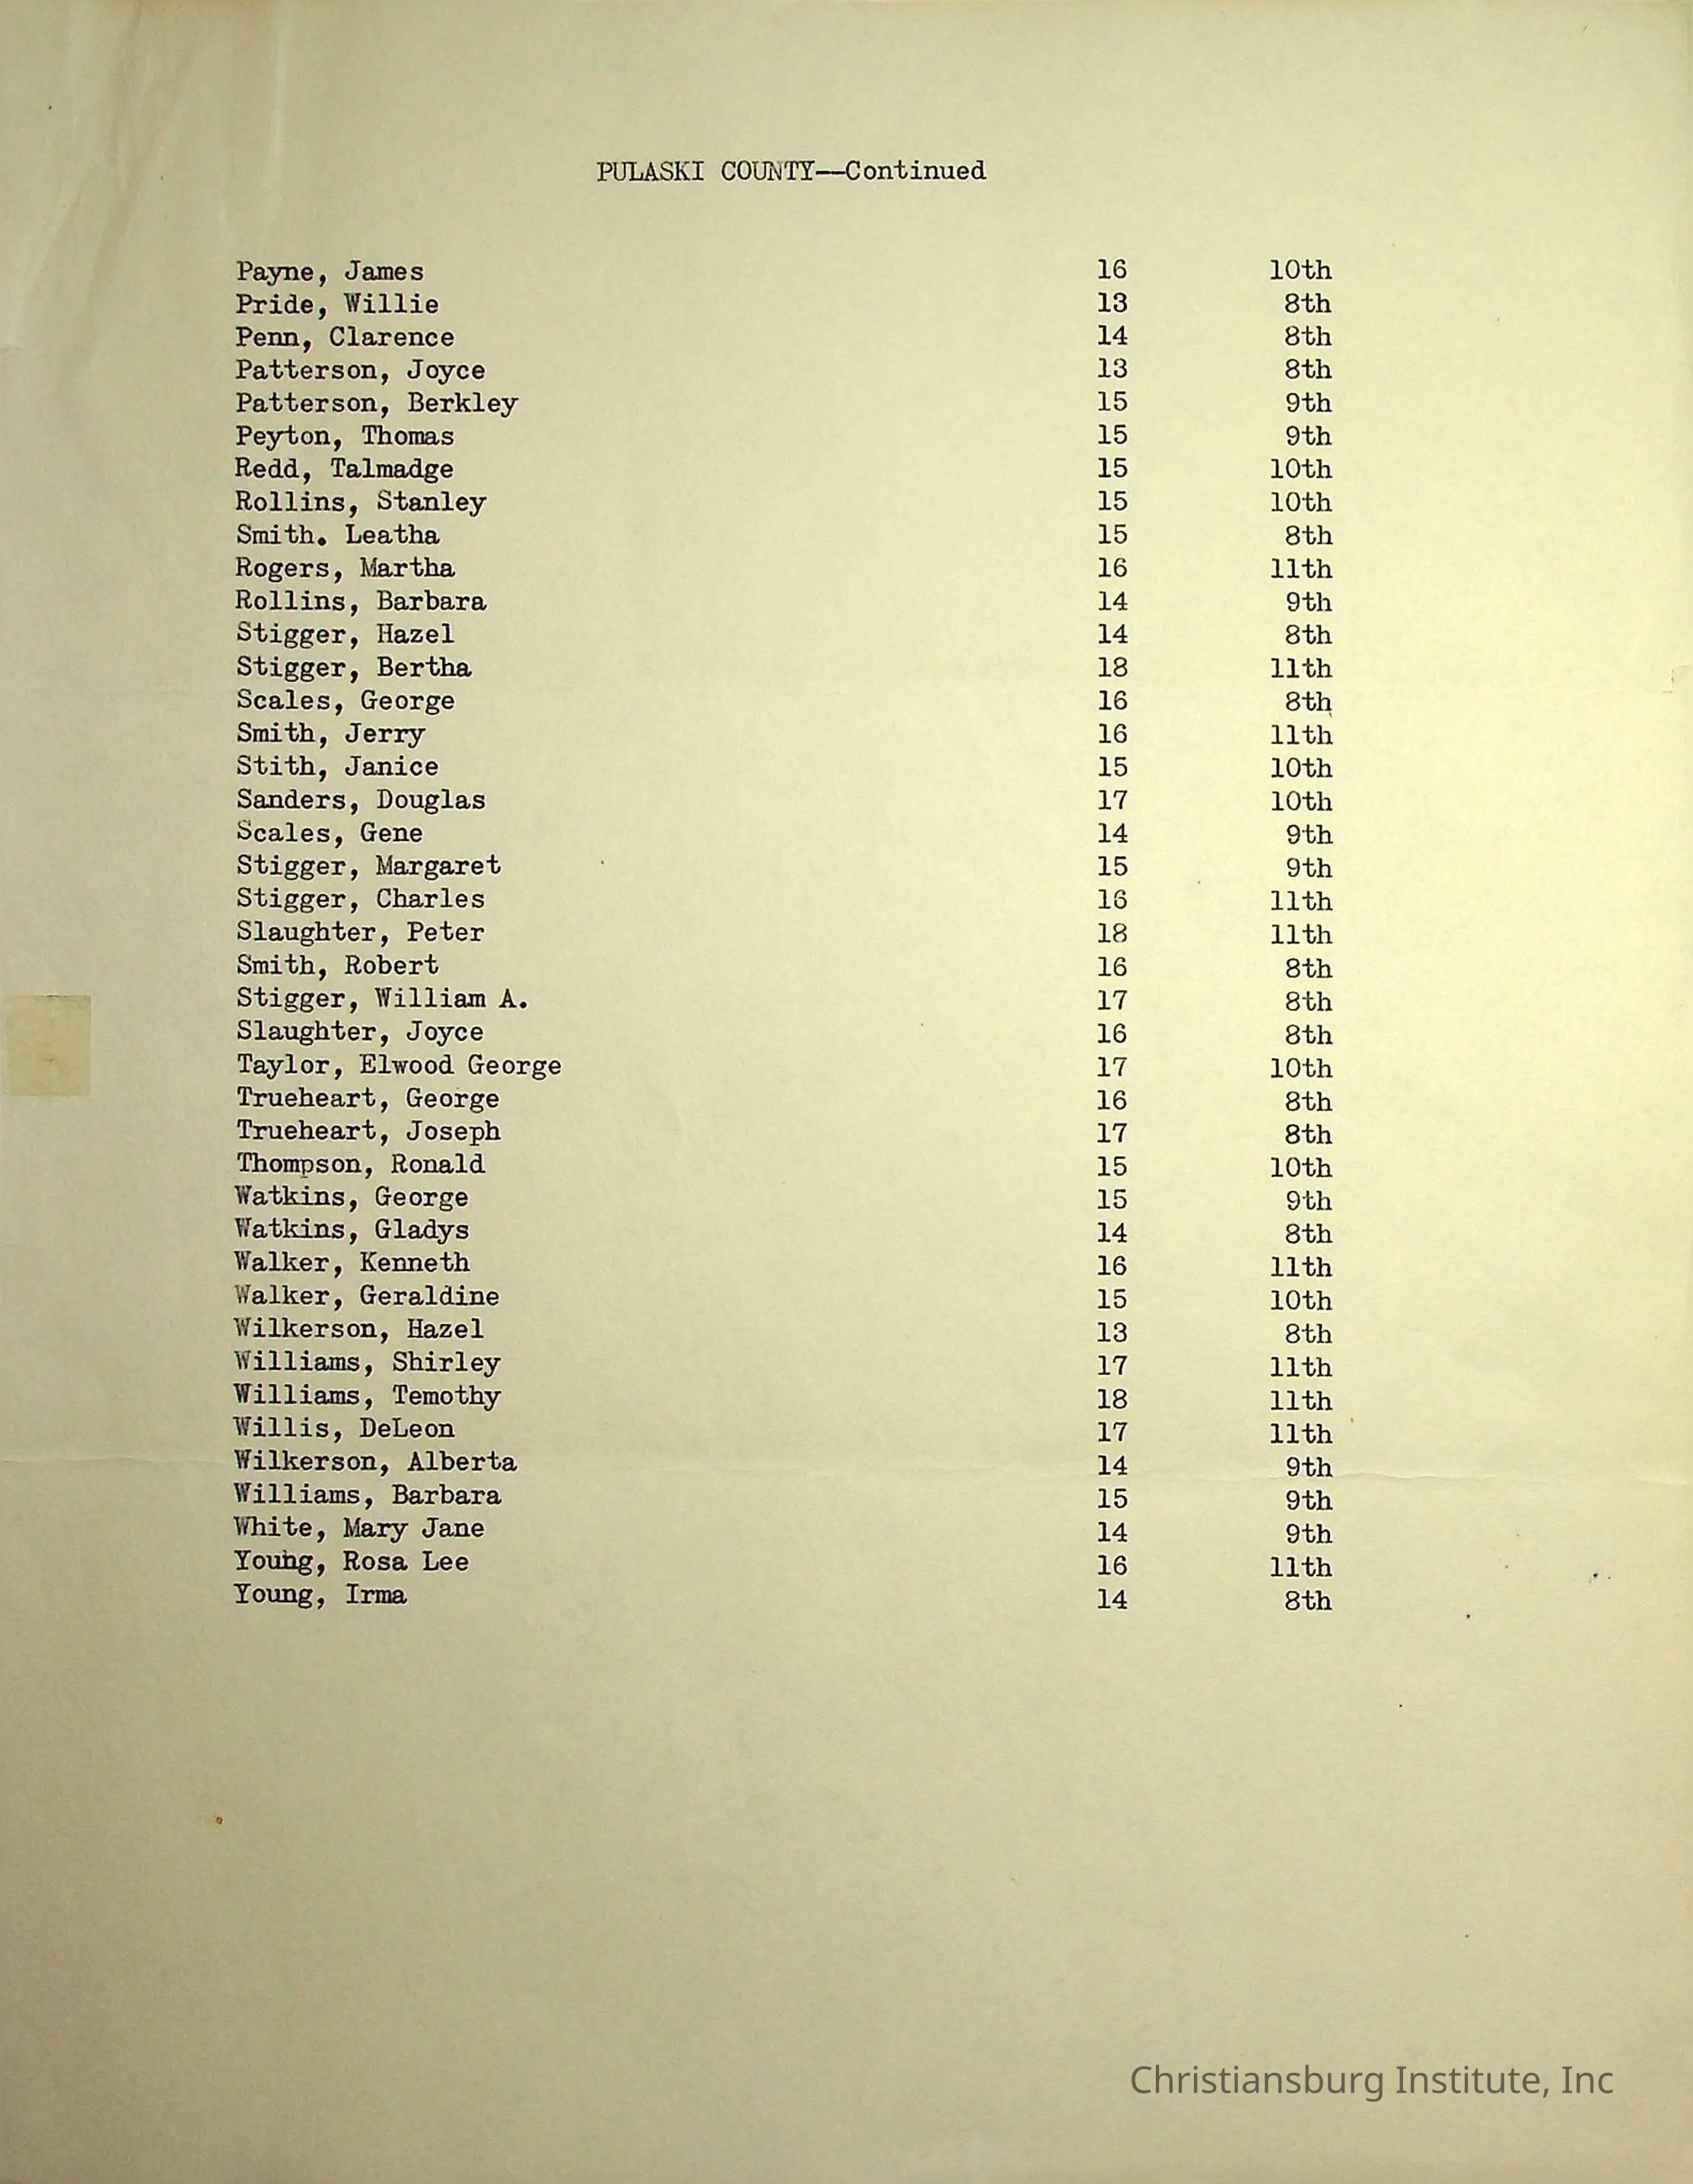 PULASKI COUNTY--Continued
Payne, James 16 10th
Pride, Willie 13 8th
Penn, Clarence 14 8th
Patterson, Joyce 13 8th
Patterson, Berkley 15 9th
Peyton, Thomas 15 9th
Redd, Talmadge 15 10th
Rollins, Stanley 15 10th
Smith. Leatha 15 8th
Rogers, Martha 16 11th
Rollins, Barbara 14 9th
Stigger, Hazel 14 8th
Stigger, Bertha 18 11th
Scales, George 16 8th
Smith, Jerry 16 11th
Stith, Janice 15 10th
Sanders, Douglas 17 10th
Scales, Gene 14 9th
Stigger, Margaret 15 9th
Stigger, Charles 16 11th
Slaughter, Peter 18 11th
Smith, Robert 16 8th
Stigger, William A. 17 8th
Slaughter, Joyce 16 8th
Taylor, Elwood George 17 10th
Trueheart, George 16 8th
Trueheart, Joseph 17 8th
Thompson, Ronald 15 10th
Watkins, George 15 9th
Watkins, Gladys 14 8th
Walker, Kenneth 16 11th
Walker, Geraldine 15 10th
Wilkerson, Hazel 13 8th
Williams, Shirley 17 11th
Williams, Temothy 18 11th
Willis, DeLeon 17 11th
Wilkerson, Alberta 14 9th
Williams, Barbara 15 9th
White, Mary Jane 14 9th
Young, Rosa Lee 16 11th
Young, Irma 14 8th
Christiansburg Institute, Inc